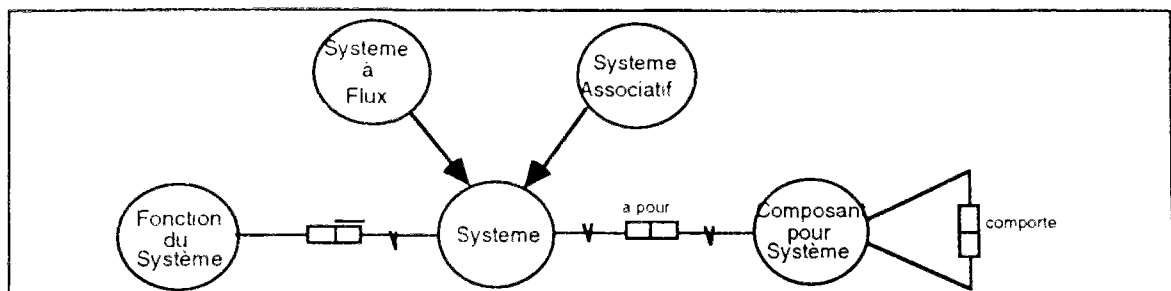 Systeme
à
Flux
Systeme
Associatif
Fonction
du
Système
Systeme
a pour
Composant
pour
Système
comporte